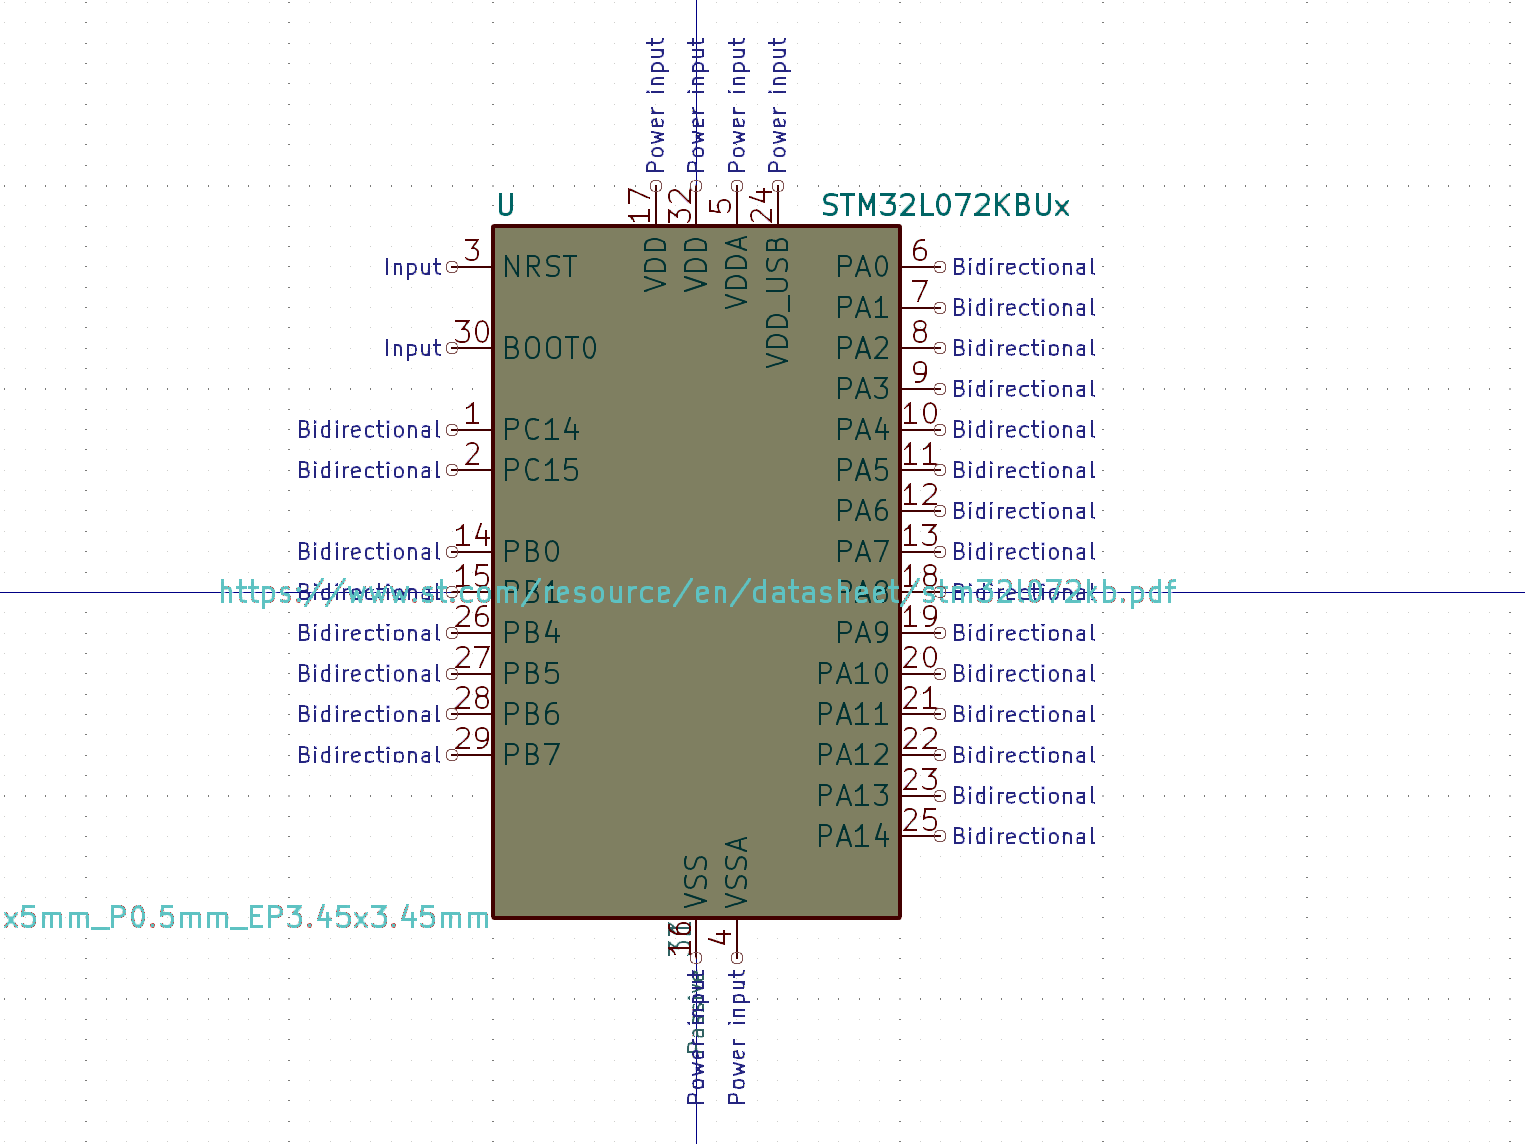 Power input
Power input
Power input
Power input
17
32
5
24
U
STM32L072KBUx
VDD
VDD
VDDA
VDD_USB
Input 3 NRST
PA0 6 Bidirectional
PA1 7 Bidirectional
Input 30 BOOT0
PA2 8 Bidirectional
PA3 9 Bidirectional
Bidirectional 1 PC14
PA4 10 Bidirectional
Bidirectional 2 PC15
PA5 11 Bidirectional
PA6 12 Bidirectional
Bidirectional 14 PB0
PA7 13 Bidirectional
Bidirectional 15 PB1
https://www.st.com/resource/en/datasheet/stm32l072kb.pdf
PA8 18 Bidirectional
Bidirectional 26 PB4
PA9 19 Bidirectional
Bidirectional 27 PB5
PA10 20 Bidirectional
Bidirectional 28 PB6
PA11 21 Bidirectional
Bidirectional 29 PB7
PA12 22 Bidirectional
PA13 23 Bidirectional
PA14 25 Bidirectional
VSS
VSSA
x5mm_P0.5mm_EP3.45x3.45mm
16
33
4
Power input
Passive
Power input